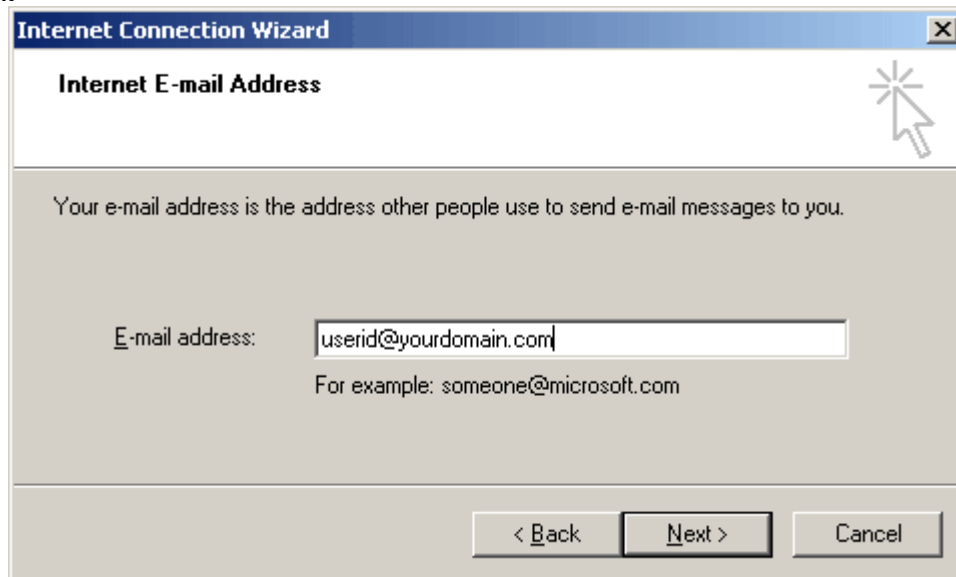 Internet Connection Wizard
Internet E-mail Address
Your e-mail address is the address other people use to send e-mail messages to you.
E-mail address: userid@yourdomain.com
For example: someone@microsoft.com
< Back Next > Cancel